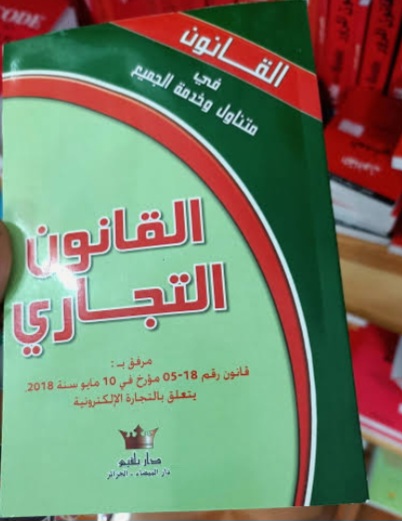 القانون
في
متناول وخدمة الجميع
القانون
التجاري
مرفق بـ :
قانون رقم 18-05 مؤرخ في 10 مايو سنة 2018.
يتعلق بالتجارة الإلكترونية
دار بلقيس
دار البيضاء - الجزائر
CODE